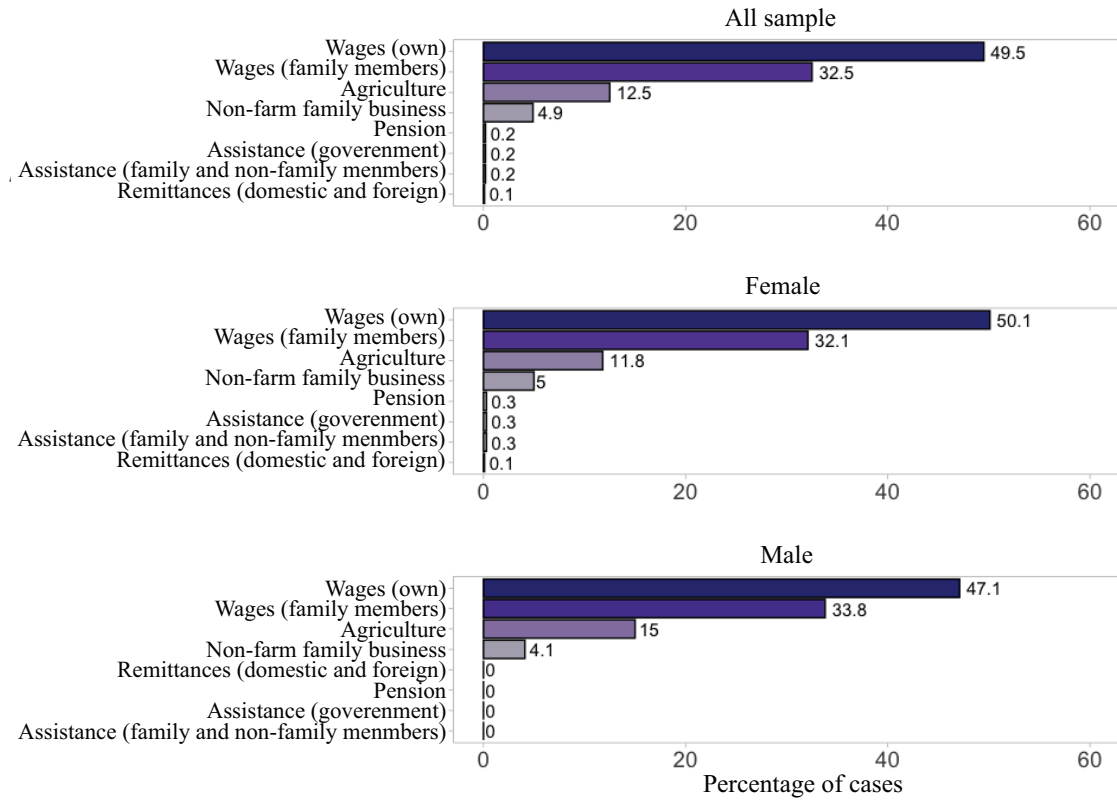 All sample
Wages (own) 49.5
Wages (family members) 32.5
Agriculture 12.5
Non-farm family business 4.9
Pension 0.2
Assistance (goverenment) 0.2
Assistance (family and non-family menmbers) 0.2
Remittances (domestic and foreign) 0.1
0 20 40 60
Female
Wages (own) 50.1
Wages (family members) 32.1
Agriculture 11.8
Non-farm family business 5
Pension 0.3
Assistance (goverenment) 0.3
Assistance (family and non-family menmbers) 0.3
Remittances (domestic and foreign) 0.1
0 20 40 60
Male
Wages (own) 47.1
Wages (family members) 33.8
Agriculture 15
Non-farm family business 4.1
Remittances (domestic and foreign) 0
Pension 0
Assistance (goverenment) 0
Assistance (family and non-family menmbers) 0
0 20 40 60
Percentage of cases